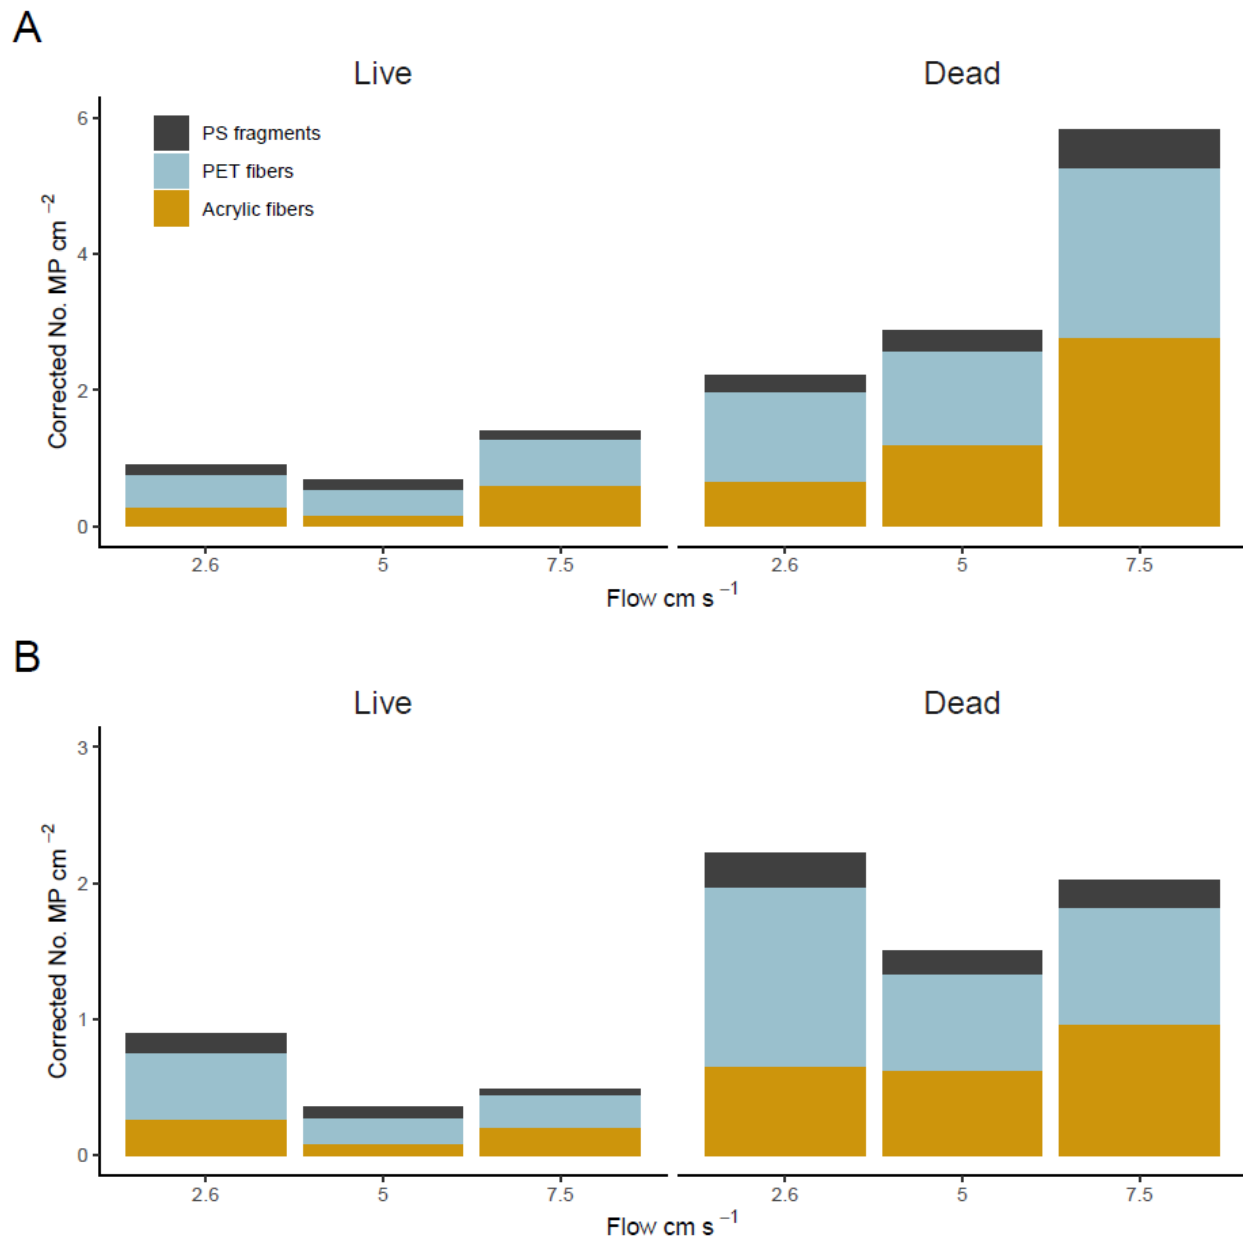 A
Live Dead
PS fragments
PET fibers
Acrylic fibers
Corrected No. MP cm −2
6
4
2
0
2.6 5 7.5 2.6 5 7.5
Flow cm s −1
B
Live Dead
Corrected No. MP cm −2
3
2
1
0
2.6 5 7.5 2.6 5 7.5
Flow cm s −1